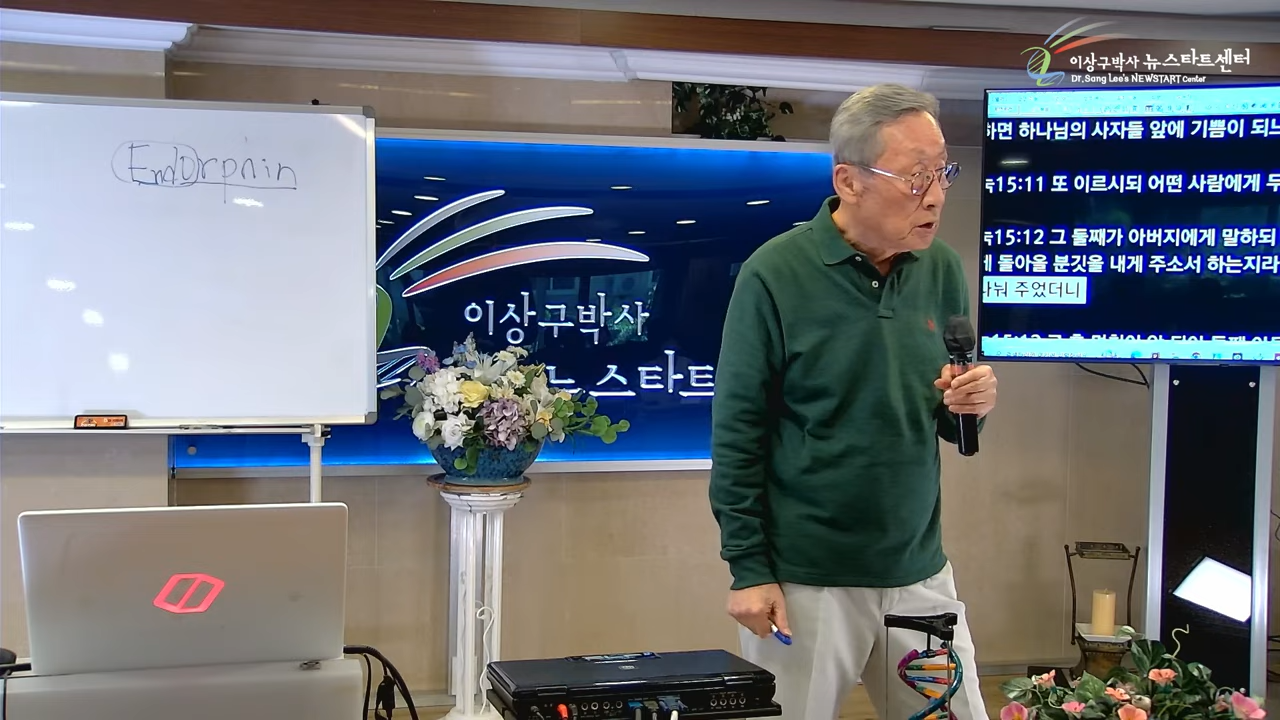 이상구박사 뉴스타트센터
Dr. Sang Lee's NEWSTART Center
Endorphin
이상구박사
뉴스타트
하면 하나님의 사자들 앞에 기쁨이 되느
15:11 또 이르시되 어떤 사람에게 두
15:12 그 둘째가 아버지에게 말하되
돌아올 분깃을 내게 주소서 하는지라
나눠 주었더니